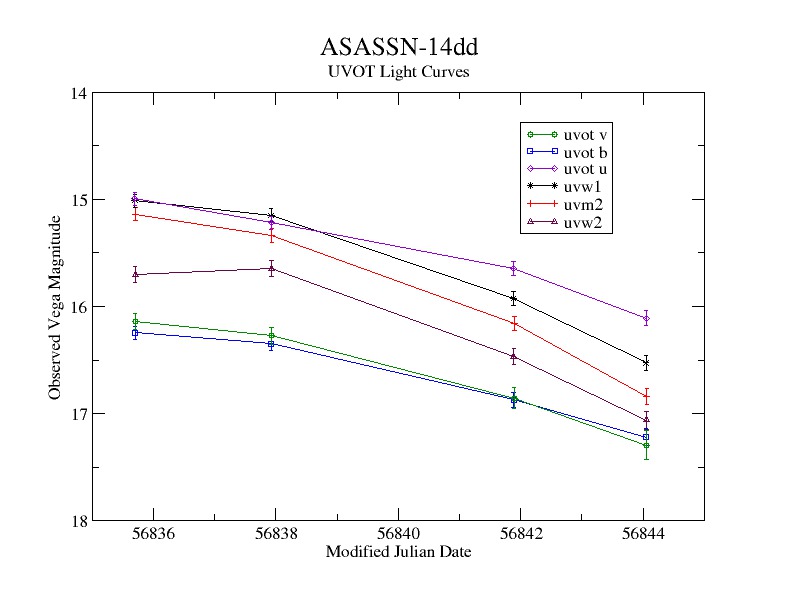 ASASSN-14dd
UVOT Light Curves
14
15
16
17
18
Observed Vega Magnitude
uvot v
uvot b
uvot u
uvw1
uvm2
uvw2
56836 56838 56840 56842 56844
Modified Julian Date